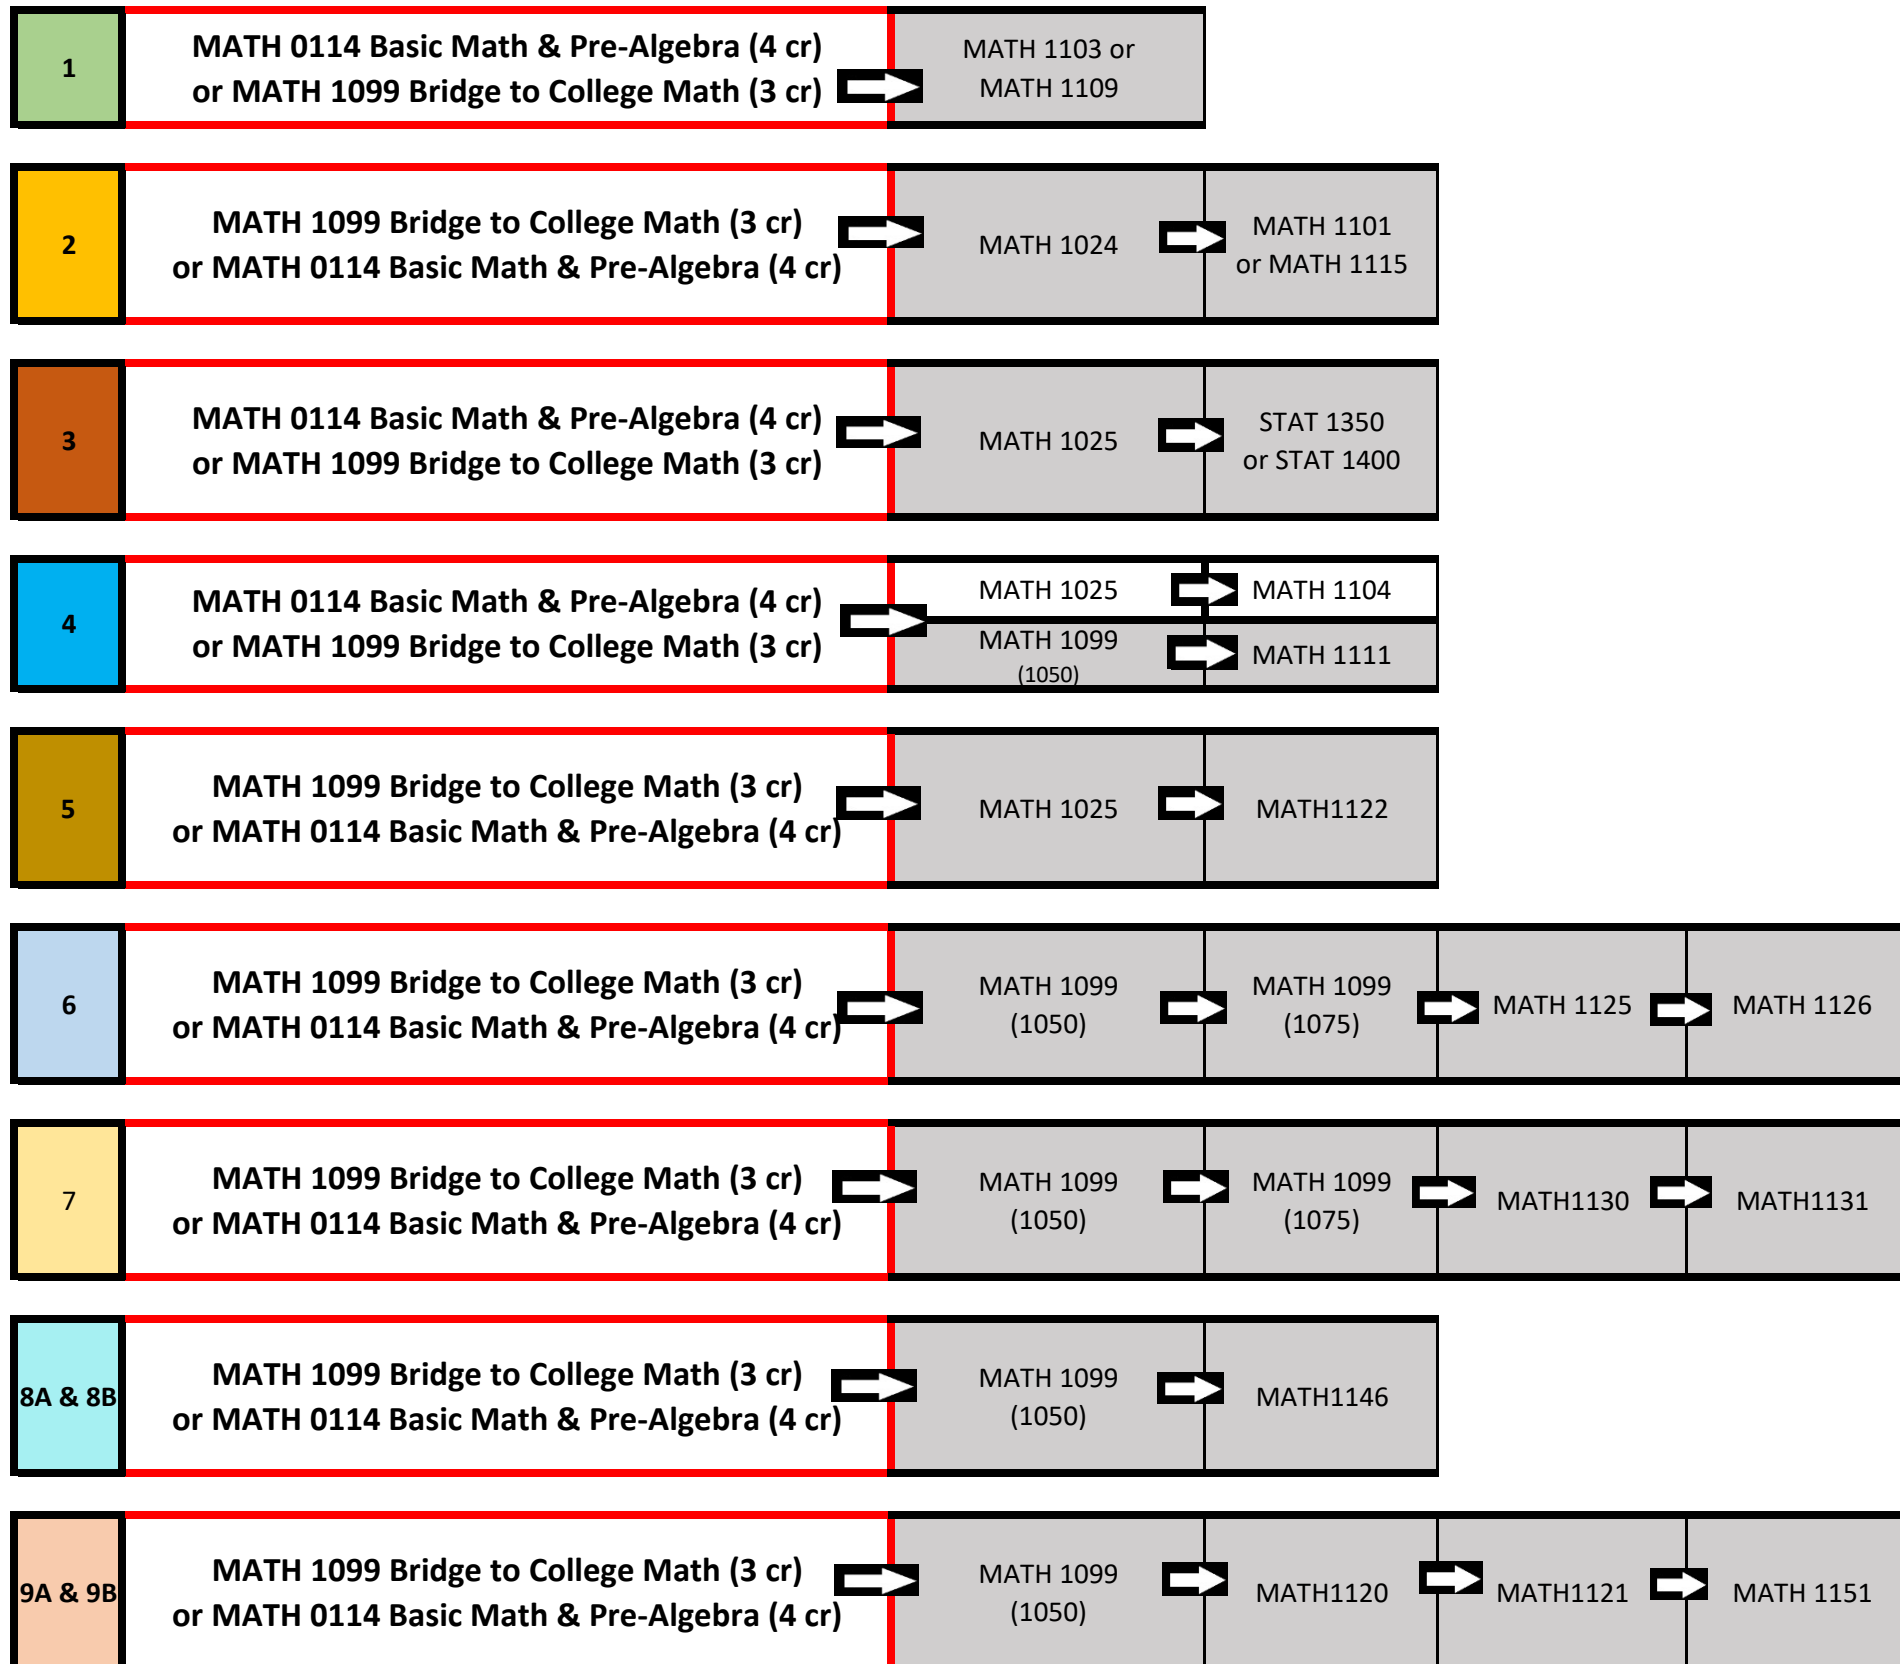 1
MATH 0114 Basic Math & Pre-Algebra (4 cr)
or MATH 1099 Bridge to College Math (3 cr)
MATH 1103 or
MATH 1109
2
MATH 1099 Bridge to College Math (3 cr)
or MATH 0114 Basic Math & Pre-Algebra (4 cr)
MATH 1024
MATH 1101
or MATH 1115
3
MATH 0114 Basic Math & Pre-Algebra (4 cr)
or MATH 1099 Bridge to College Math (3 cr)
MATH 1025
STAT 1350
or STAT 1400
4
MATH 0114 Basic Math & Pre-Algebra (4 cr)
or MATH 1099 Bridge to College Math (3 cr)
MATH 1025
MATH 1104
MATH 1099
(1050)
MATH 1111
5
MATH 1099 Bridge to College Math (3 cr)
or MATH 0114 Basic Math & Pre-Algebra (4 cr)
MATH 1025
MATH1122
6
MATH 1099 Bridge to College Math (3 cr)
or MATH 0114 Basic Math & Pre-Algebra (4 cr)
MATH 1099
(1050)
MATH 1099
(1075)
MATH 1125
MATH 1126
7
MATH 1099 Bridge to College Math (3 cr)
or MATH 0114 Basic Math & Pre-Algebra (4 cr)
MATH 1099
(1050)
MATH 1099
(1075)
MATH1130
MATH1131
8A & 8B
MATH 1099 Bridge to College Math (3 cr)
or MATH 0114 Basic Math & Pre-Algebra (4 cr)
MATH 1099
(1050)
MATH1146
9A & 9B
MATH 1099 Bridge to College Math (3 cr)
or MATH 0114 Basic Math & Pre-Algebra (4 cr)
MATH 1099
(1050)
MATH1120
MATH1121
MATH 1151